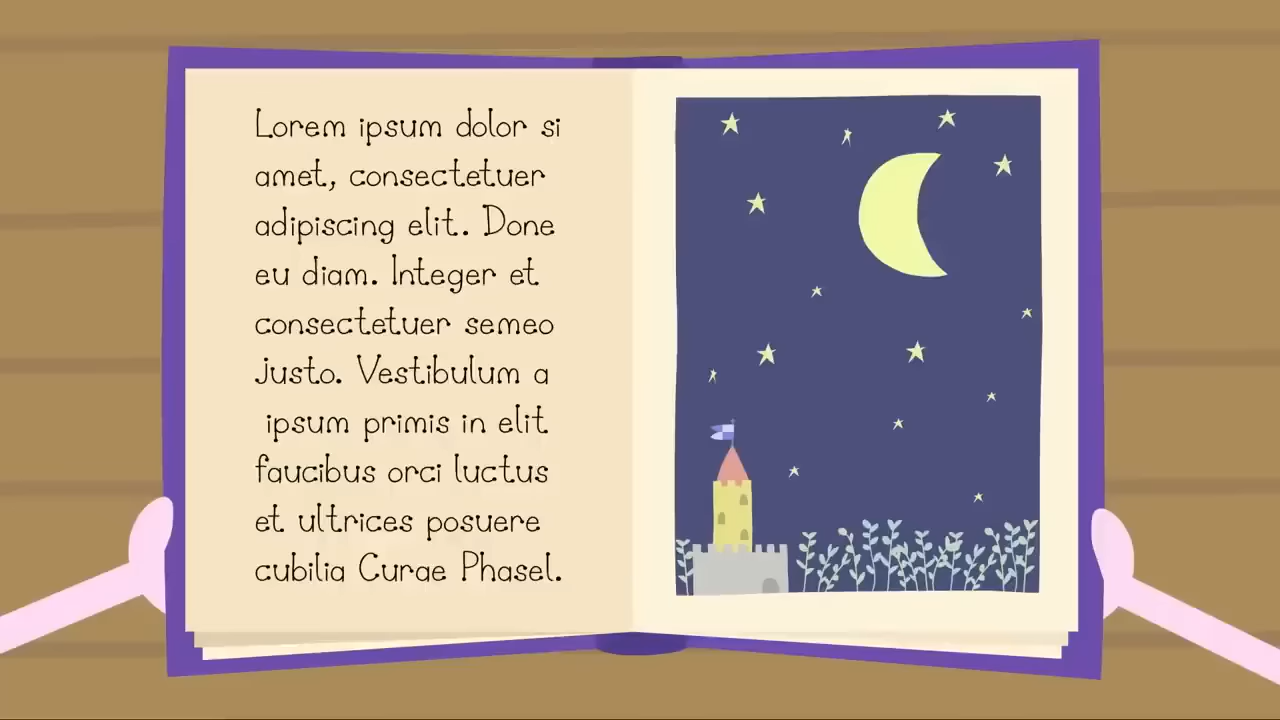 Lorem ipsum dolor si
amet, consectetuer
adipiscing elit. Done
eu diam. Integer et
consectetuer semeo
justo. Vestibulum a
ipsum primis in elit
faucibus orci luctus
et ultrices posuere
cubilia Curae Phasel.